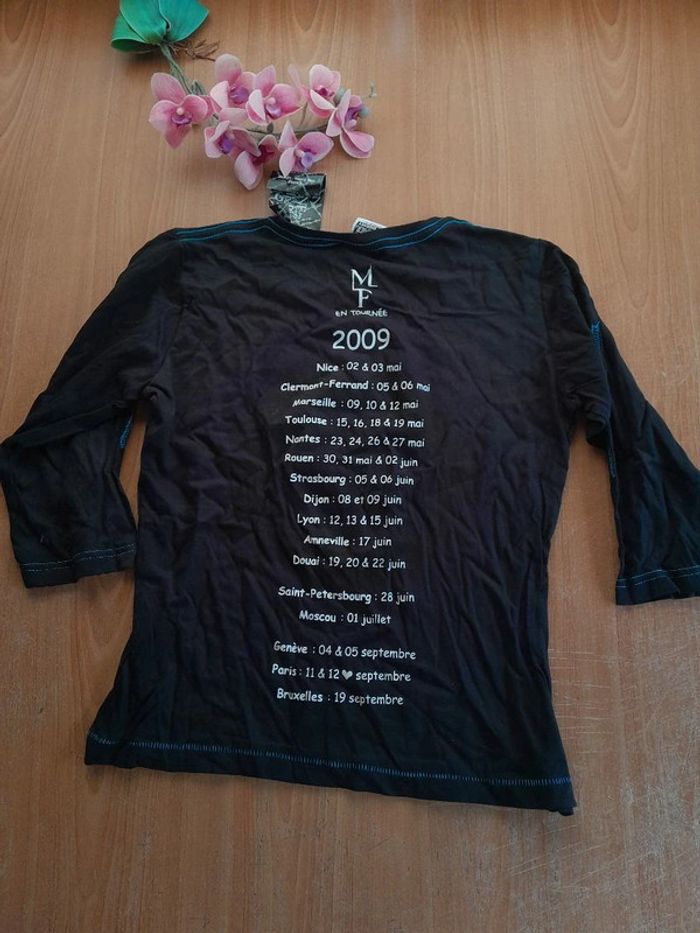 MF
EN TOURNÉE
2009
Nice : 02 & 03 mai
Clermont-Ferrand : 05 & 06 mai
Marseille : 09, 10 & 12 mai
Toulouse : 15, 16, 18 & 19 mai
Nantes : 23, 24, 26 & 27 mai
Rouen : 30, 31 mai & 02 juin
Strasbourg : 05 & 06 juin
Dijon : 08 et 09 juin
Lyon : 12, 13 & 15 juin
Amneville : 17 juin
Douai : 19, 20 & 22 juin
Saint-Petersbourg : 28 juin
Moscou : 01 juillet
Genève : 04 & 05 septembre
Paris : 11 & 12 ❤ septembre
Bruxelles : 19 septembre